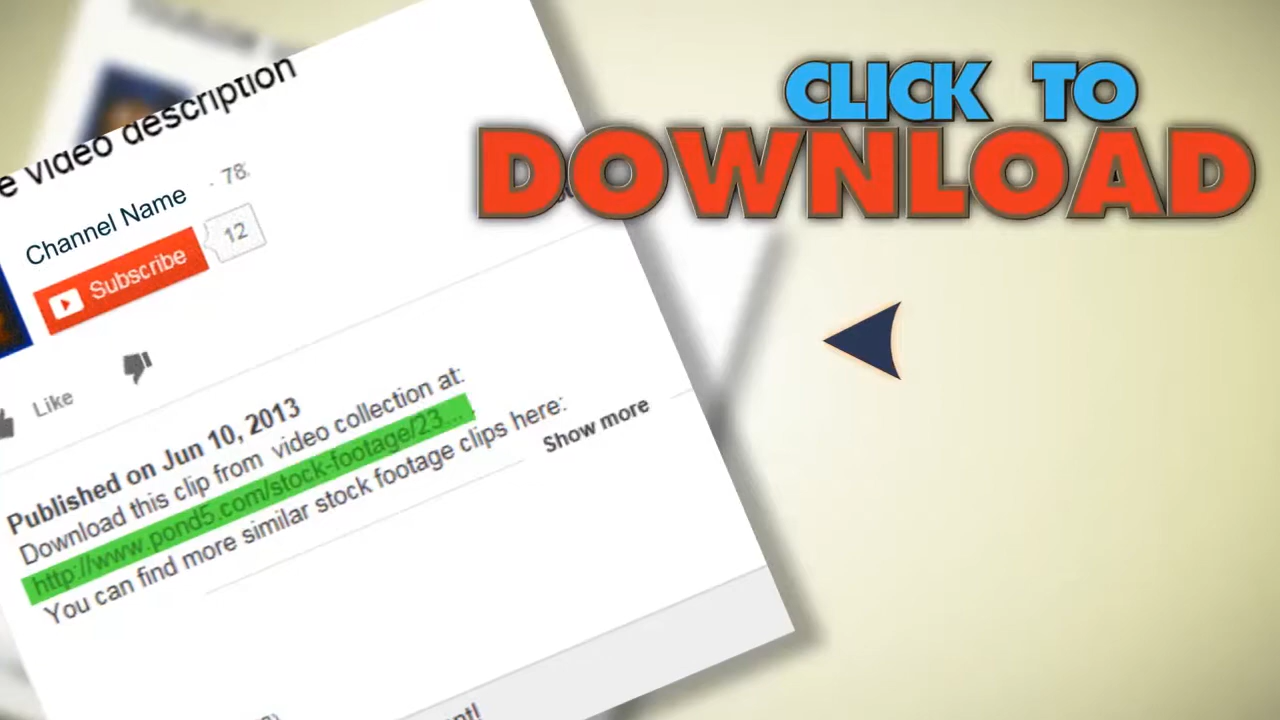 CLICK TO
DOWNLOAD
e video description
Channel Name
78
Subscribe
12
Like
Published on Jun 10, 2013
Download this clip from video collection at:
http://www.pond5.com/stock-footage/23...
You can find more similar stock footage clips here:
Show more